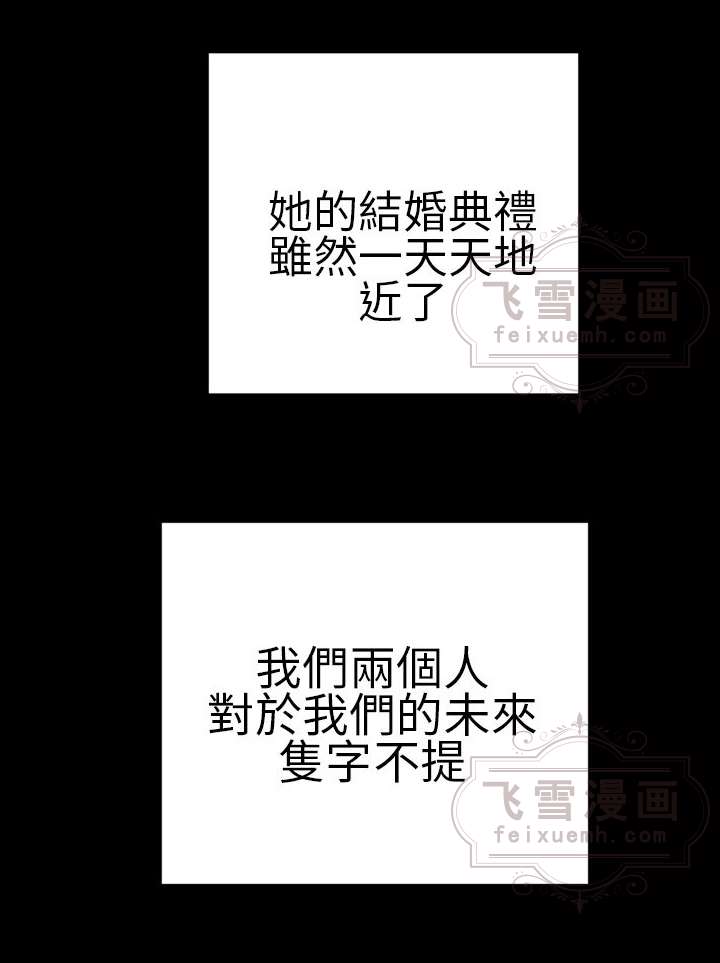 她的結婚典禮
雖然一天天地
近了
飞雪漫画
feixuemh.com
我們兩個人
對於我們的未來
隻字不提
飞雪漫画
feixuemh.com